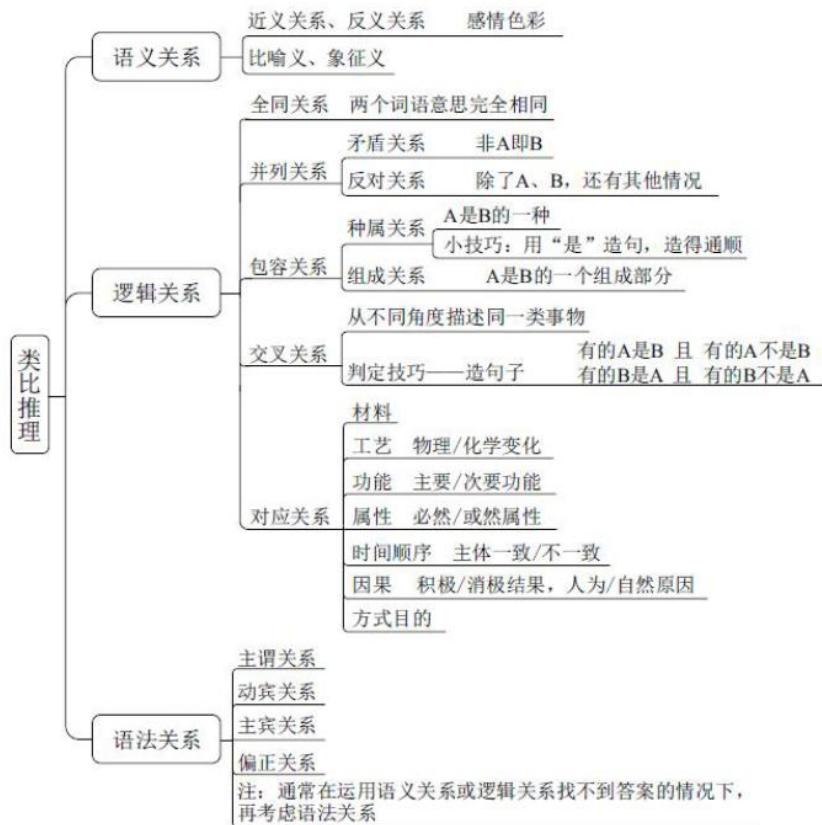 类比推理
语义关系
近义关系、反义关系 感情色彩
比喻义、象征义
逻辑关系
全同关系 两个词语意思完全相同
并列关系
矛盾关系 非A即B
反对关系 除了A、B，还有其他情况
包容关系
种属关系
A是B的一种
小技巧：用“是”造句，造得通顺
组成关系 A是B的一个组成部分
交叉关系
从不同角度描述同一类事物
判定技巧——造句子
有的A是B 且 有的A不是B
有的B是A 且 有的B不是A
对应关系
材料
工艺 物理/化学变化
功能 主要/次要功能
属性 必然/或然属性
时间顺序 主体一致/不一致
因果 积极/消极结果，人为/自然原因
方式目的
语法关系
主谓关系
动宾关系
主宾关系
偏正关系
注：通常在运用语义关系或逻辑关系找不到答案的情况下，
再考虑语法关系